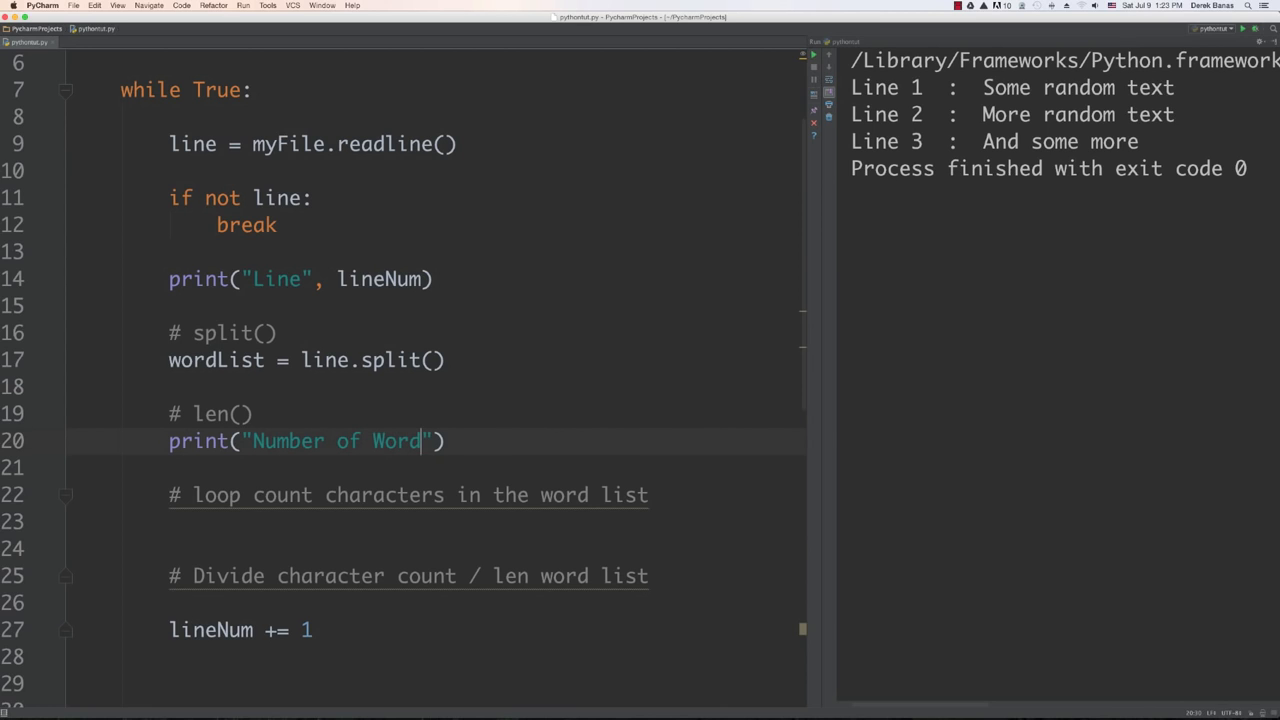 PyCharm File Edit View Navigate Code Refactor Run Tools VCS Window Help 10 Sat Jul 9 1:23 PM Derek Banas
pythontut.py - PyCharmProjects - [~/PycharmProjects]
PycharmProjects pythontut.py pythontut
pythontut.py
Run pythontut
6
7 while True:
8
9 line = myFile.readline()
10
11 if not line:
12 break
13
14 print("Line", lineNum)
15
16 # split()
17 wordList = line.split()
18
19 # len()
20 print("Number of Word")
21
22 # loop count characters in the word list
23
24
25 # Divide character count / len word list
26
27 lineNum += 1
28
29
/Library/Frameworks/Python.framework
Line 1 : Some random text
Line 2 : More random text
Line 3 : And some more
Process finished with exit code 0